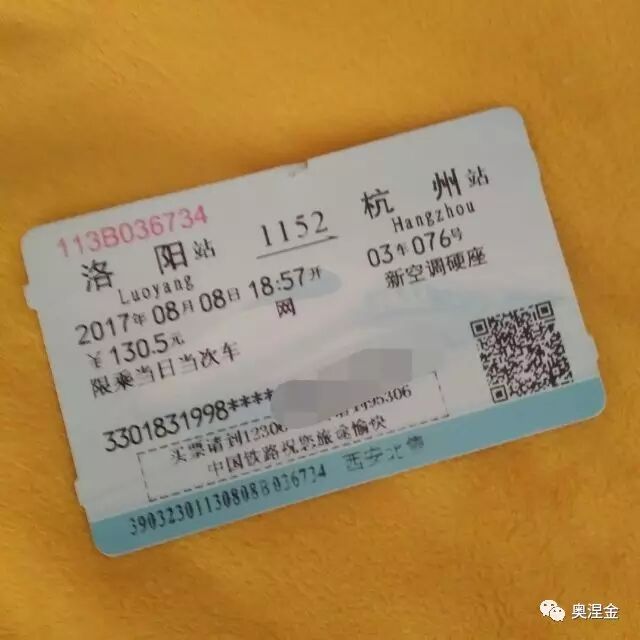 113B036734
洛 阳 站 1152 杭 州 站
Luoyang Hangzhou
2017年08月08日 18:57开 03车076号
￥130.5元 网 新空调硬座
限乘当日当次车
3301831998****
买票请到12306 95306
中国铁路祝您旅途愉快
39032301130808B036734 西安北售
奥涅金